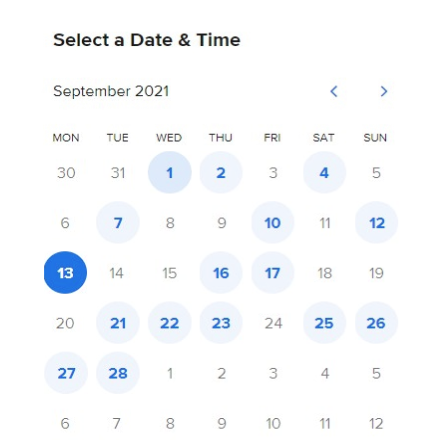 Select a Date & Time
September 2021
MON TUE WED THU FRI SAT SUN
30 31 1 2 3 4 5
6 7 8 9 10 11 12
13 14 15 16 17 18 19
20 21 22 23 24 25 26
27 28 1 2 3 4 5
6 7 8 9 10 11 12